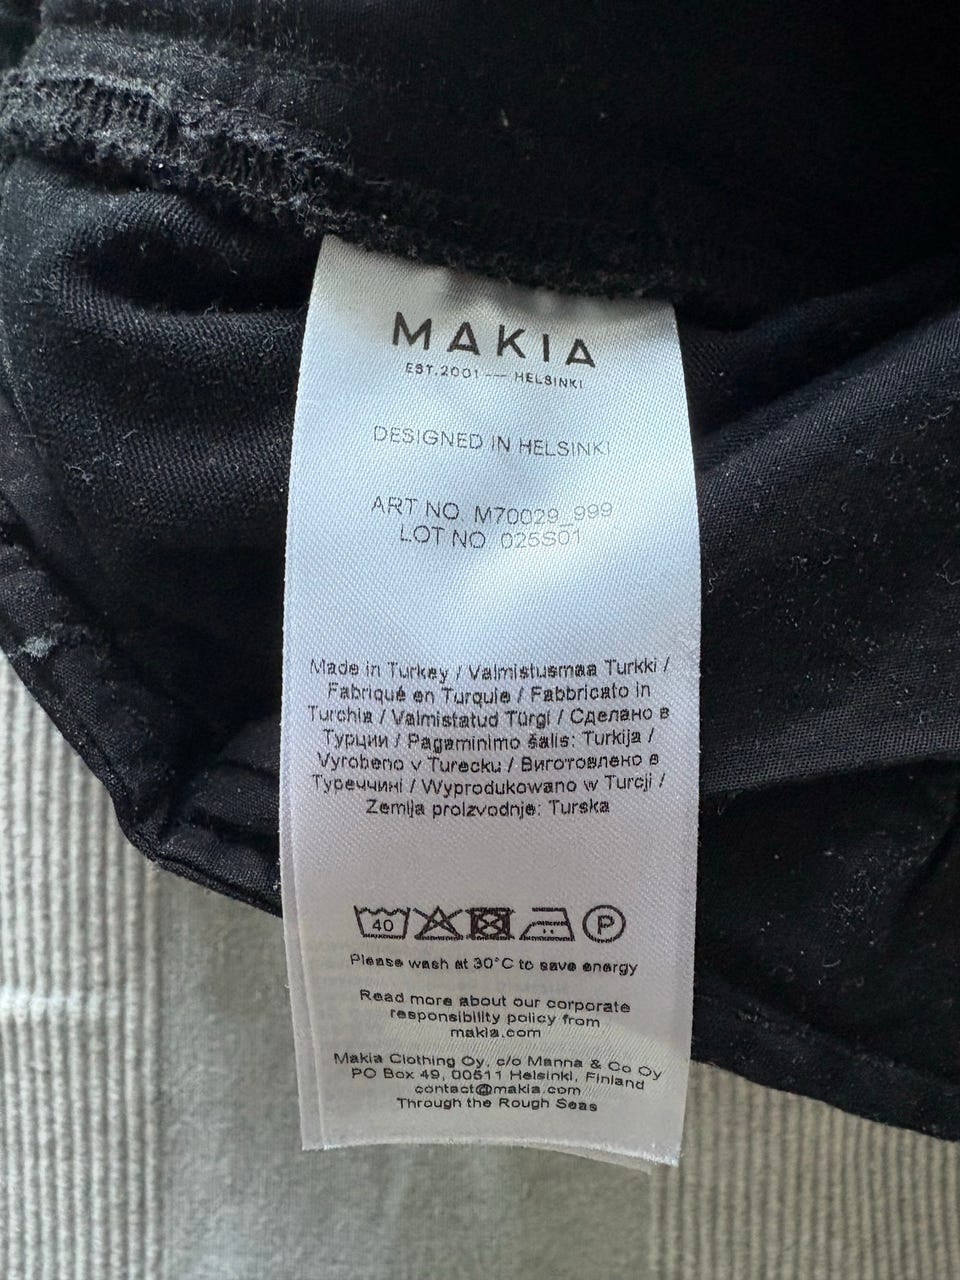 MAKIA
EST.2001 — HELSINKI
DESIGNED IN HELSINKI
ART NO. M70029_999
LOT NO. 025S01
Made in Turkey / Valmistusmaa Turkki /
Fabriqué en Turquie / Fabbricato in
Turchia / Valmistatud Türgi / Сделано в
Турции / Pagaminimo šalis: Turkija /
Vyrobeno v Turecku / Виготовлено в
Туреччині / Wyprodukowano w Turcji /
Zemlja proizvodnje: Turska
40 P
Please wash at 30°C to save energy
Read more about our corporate
responsibility policy from
makia.com
Makia Clothing Oy, c/o Manna & Co Oy
PO Box 49, 00511 Helsinki, Finland
contact@makia.com
Through the Rough Seas